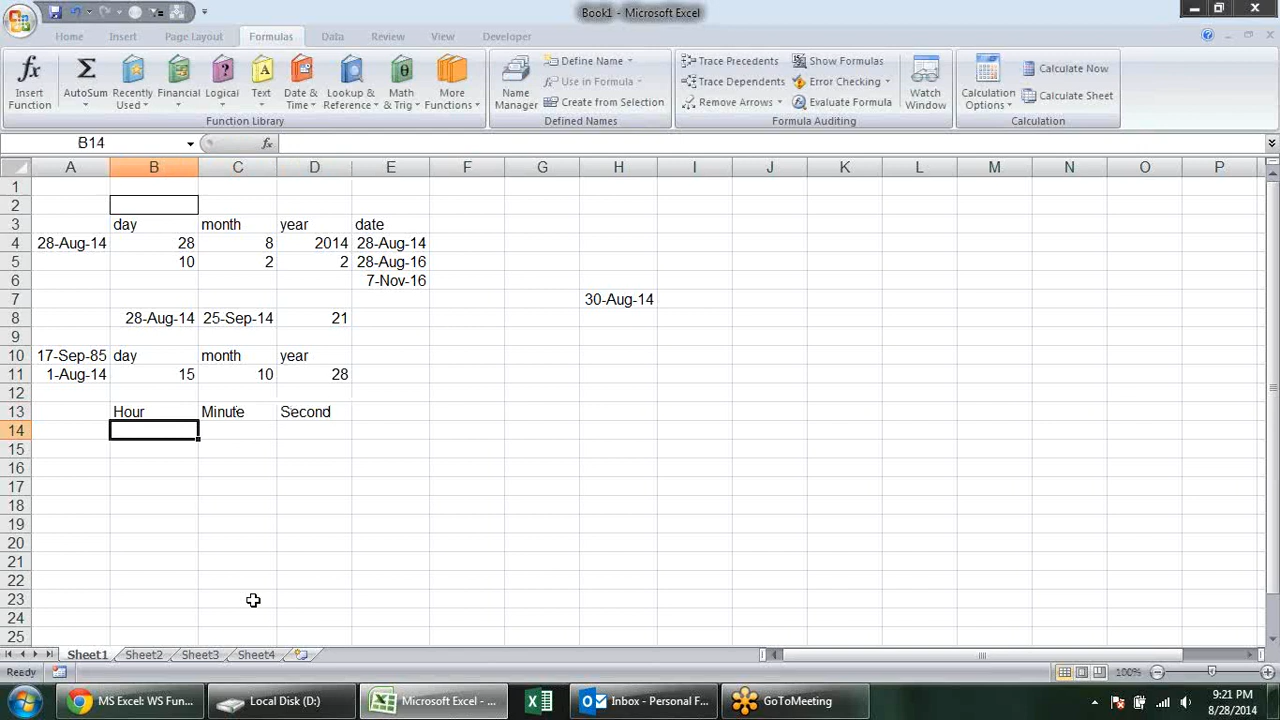 Book1 - Microsoft Excel
Home Insert Page Layout Formulas Data Review View Developer
Insert Function
AutoSum
Recently Used
Financial
Logical
Text
Date & Time
Lookup & Reference
Math & Trig
More Functions
Function Library
Name Manager
Define Name
Use in Formula
Create from Selection
Defined Names
Trace Precedents
Trace Dependents
Remove Arrows
Show Formulas
Error Checking
Evaluate Formula
Watch Window
Formula Auditing
Calculation Options
Calculate Now
Calculate Sheet
Calculation
B14 fx
A B C D E F G H I J K L M N O P
1
2
3 day month year date
4 28-Aug-14 28 8 2014 28-Aug-14
5 10 2 2 28-Aug-16
6 7-Nov-16
7 30-Aug-14
8 28-Aug-14 25-Sep-14 21
9
10 17-Sep-85 day month year
11 1-Aug-14 15 10 28
12
13 Hour Minute Second
14
15
16
17
18
19
20
21
22
23
24
25
Sheet1 Sheet2 Sheet3 Sheet4
Ready 100%
MS Excel: WS Fun... Local Disk (D:) Microsoft Excel - ... Inbox - Personal F... GoToMeeting
9:21 PM
8/28/2014